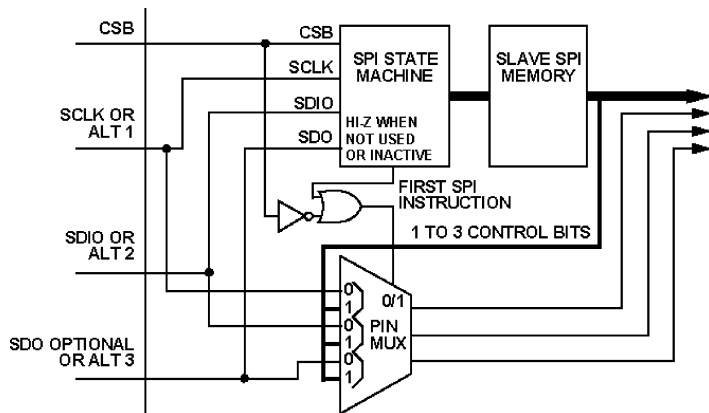 CSB
SCLK OR
ALT 1
SDIO OR
ALT 2
SDO OPTIONAL
OR ALT 3
CSB
SCLK
SDIO
SDO
SPI STATE
MACHINE
HI-Z WHEN
NOT USED
OR INACTIVE
SLAVE SPI
MEMORY
FIRST SPI
INSTRUCTION
1 TO 3 CONTROL BITS
0
1
0
1
0
1
0/1
PIN
MUX